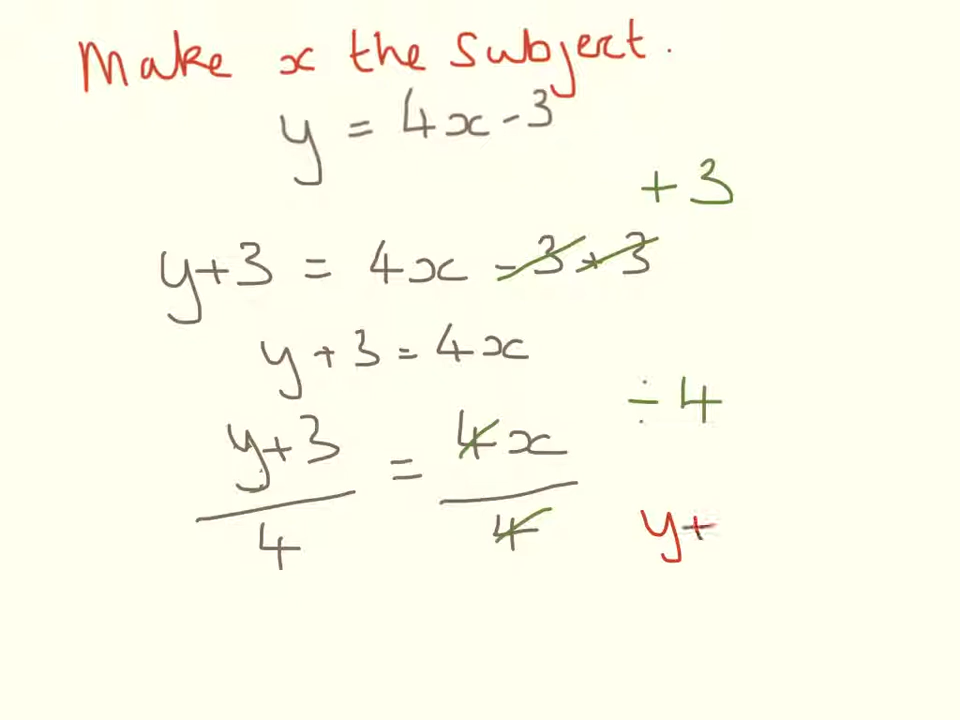 Make x the subject.
y = 4x - 3
+ 3
y + 3 = 4x - 3 + 3
y + 3 = 4x
÷ 4
y + 3 / 4 = 4x / 4
y +